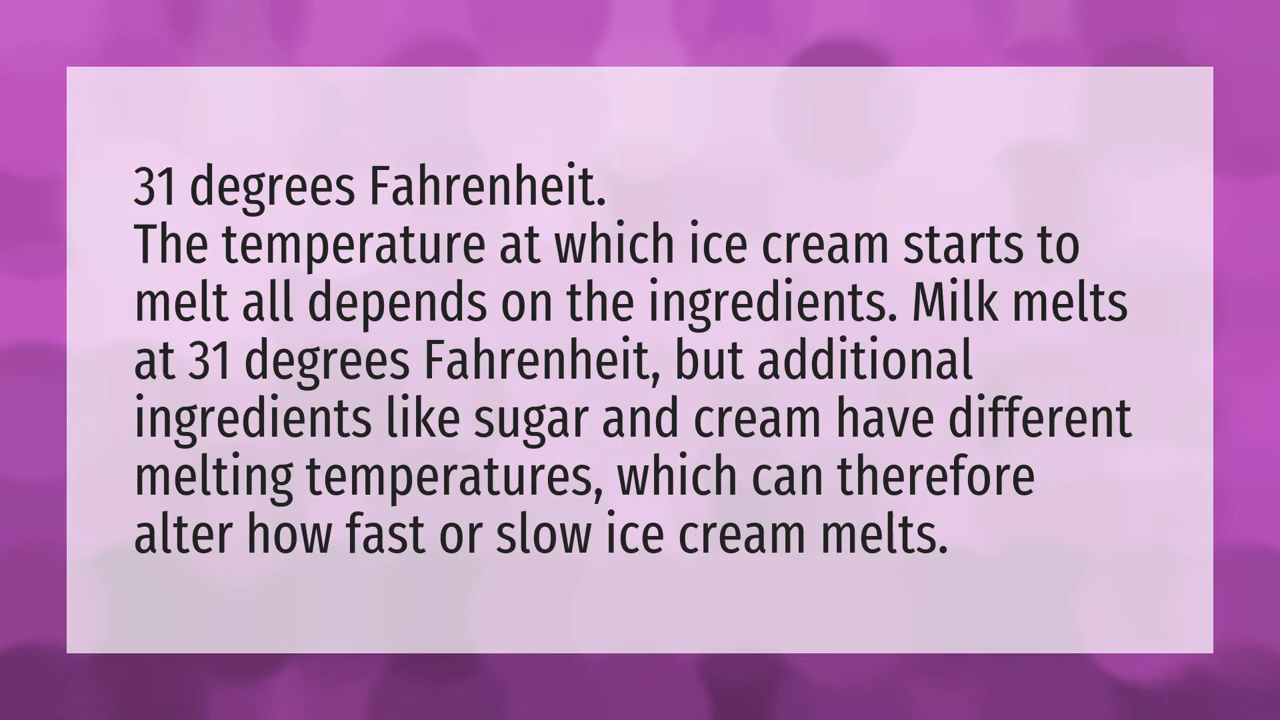 31 degrees Fahrenheit.
The temperature at which ice cream starts to
melt all depends on the ingredients. Milk melts
at 31 degrees Fahrenheit, but additional
ingredients like sugar and cream have different
melting temperatures, which can therefore
alter how fast or slow ice cream melts.